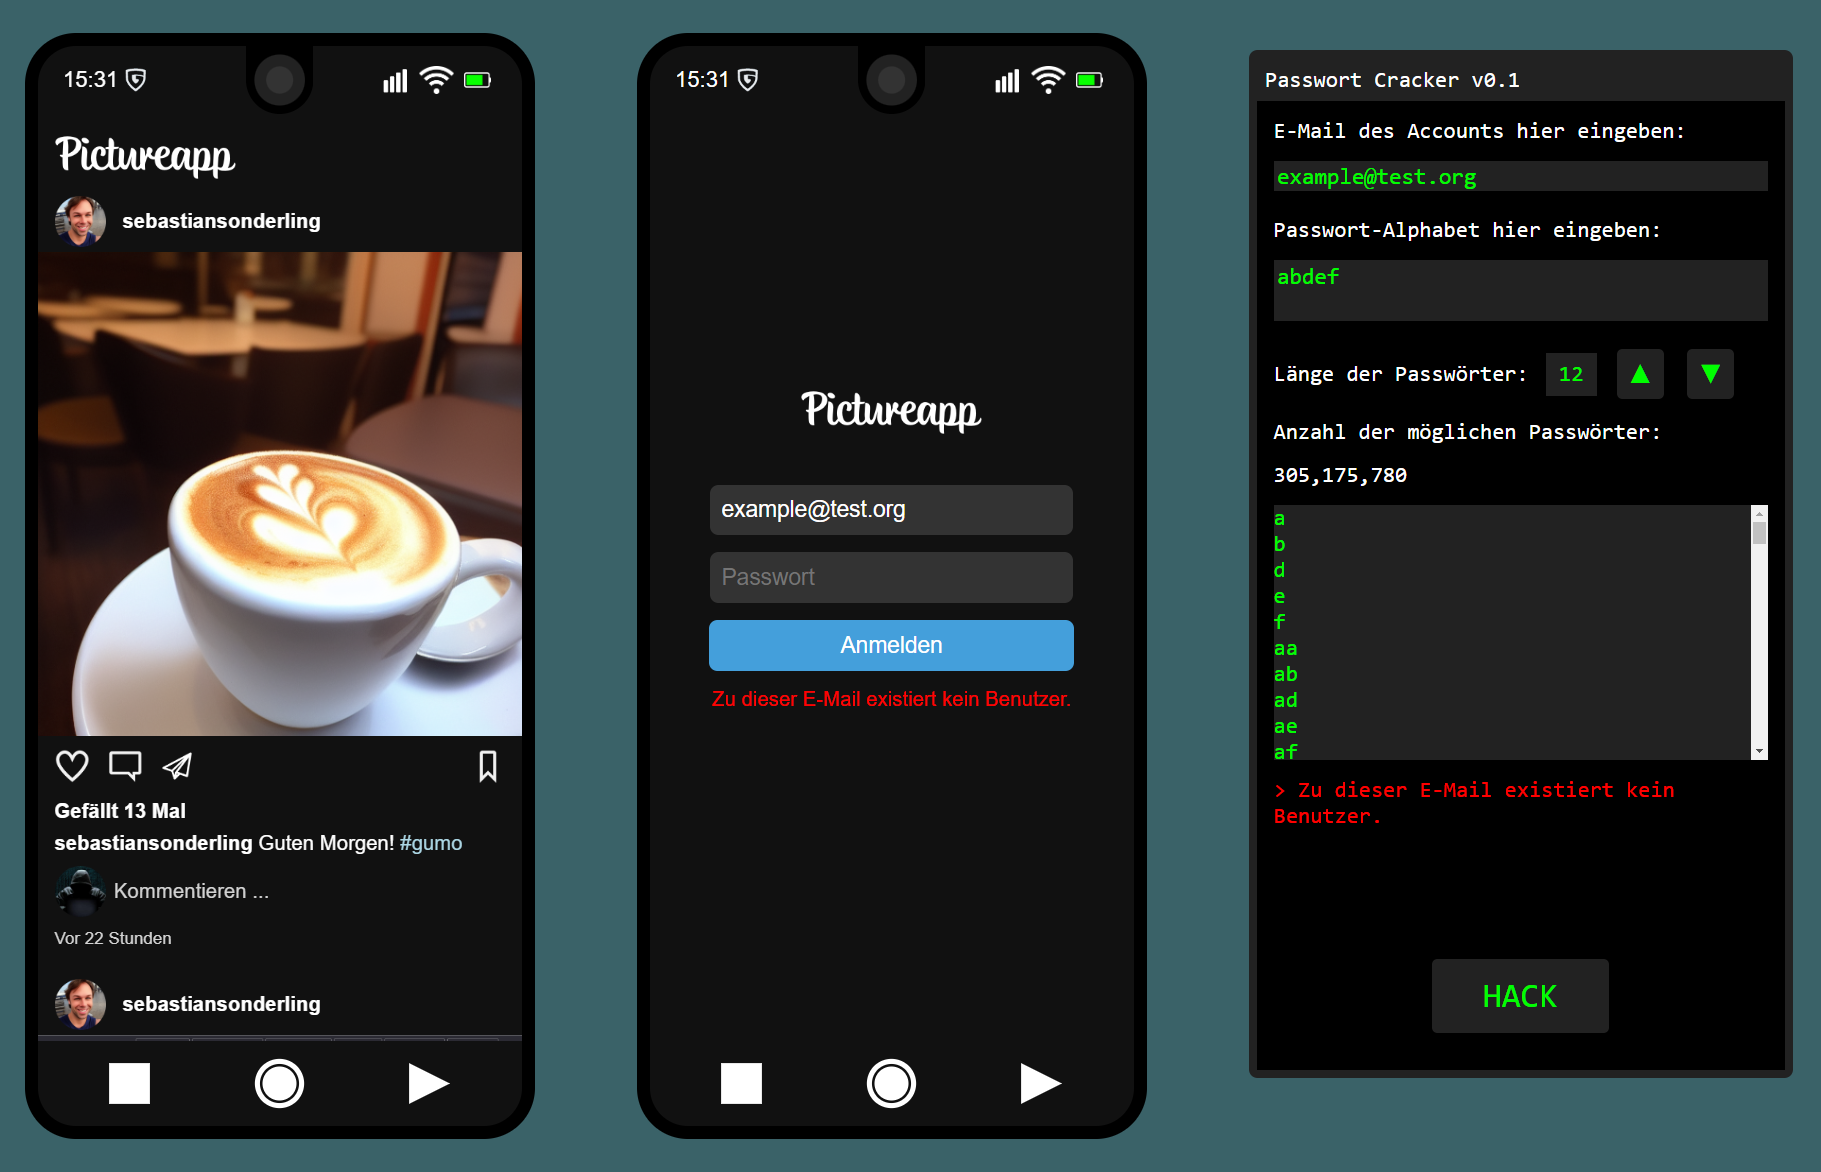 15:31
Pictureapp
sebastiansonderling
Gefällt 13 Mal
sebastiansonderling Guten Morgen! #gumo
Kommentieren ...
Vor 22 Stunden
sebastiansonderling
15:31
Pictureapp
example@test.org
Passwort
Anmelden
Zu dieser E-Mail existiert kein Benutzer.
Passwort Cracker v0.1
E-Mail des Accounts hier eingeben:
example@test.org
Passwort-Alphabet hier eingeben:
abdef
Länge der Passwörter: 12 ▲ ▼
Anzahl der möglichen Passwörter:
305,175,780
a
b
d
e
f
aa
ab
ad
ae
af
> Zu dieser E-Mail existiert kein
Benutzer.
HACK